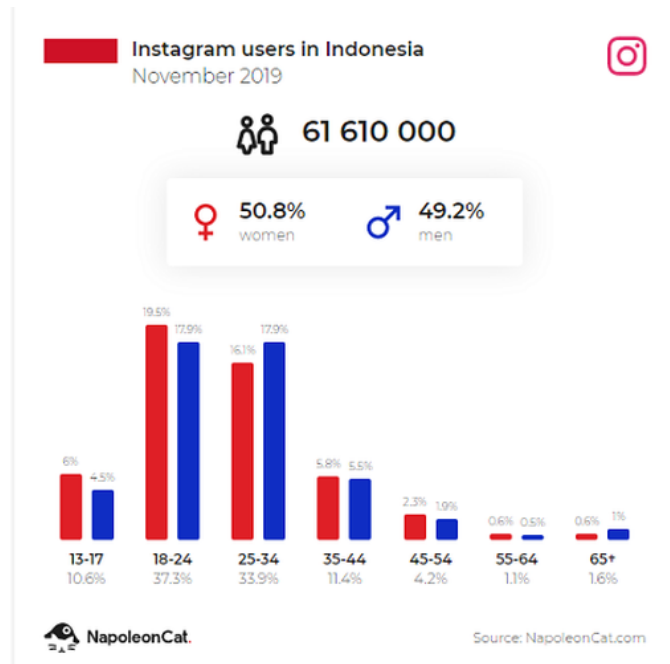 Instagram users in Indonesia
November 2019
61 610 000
50.8% 49.2%
women men
19.5% 17.9% 16.1% 17.9%
6% 4.5% 5.8% 5.5% 2.3% 1.9% 0.6% 0.5% 0.6% 1%
13-17 18-24 25-34 35-44 45-54 55-64 65+
10.6% 37.3% 33.9% 11.4% 4.2% 1.1% 1.6%
NapoleonCat. Source: NapoleonCat.com